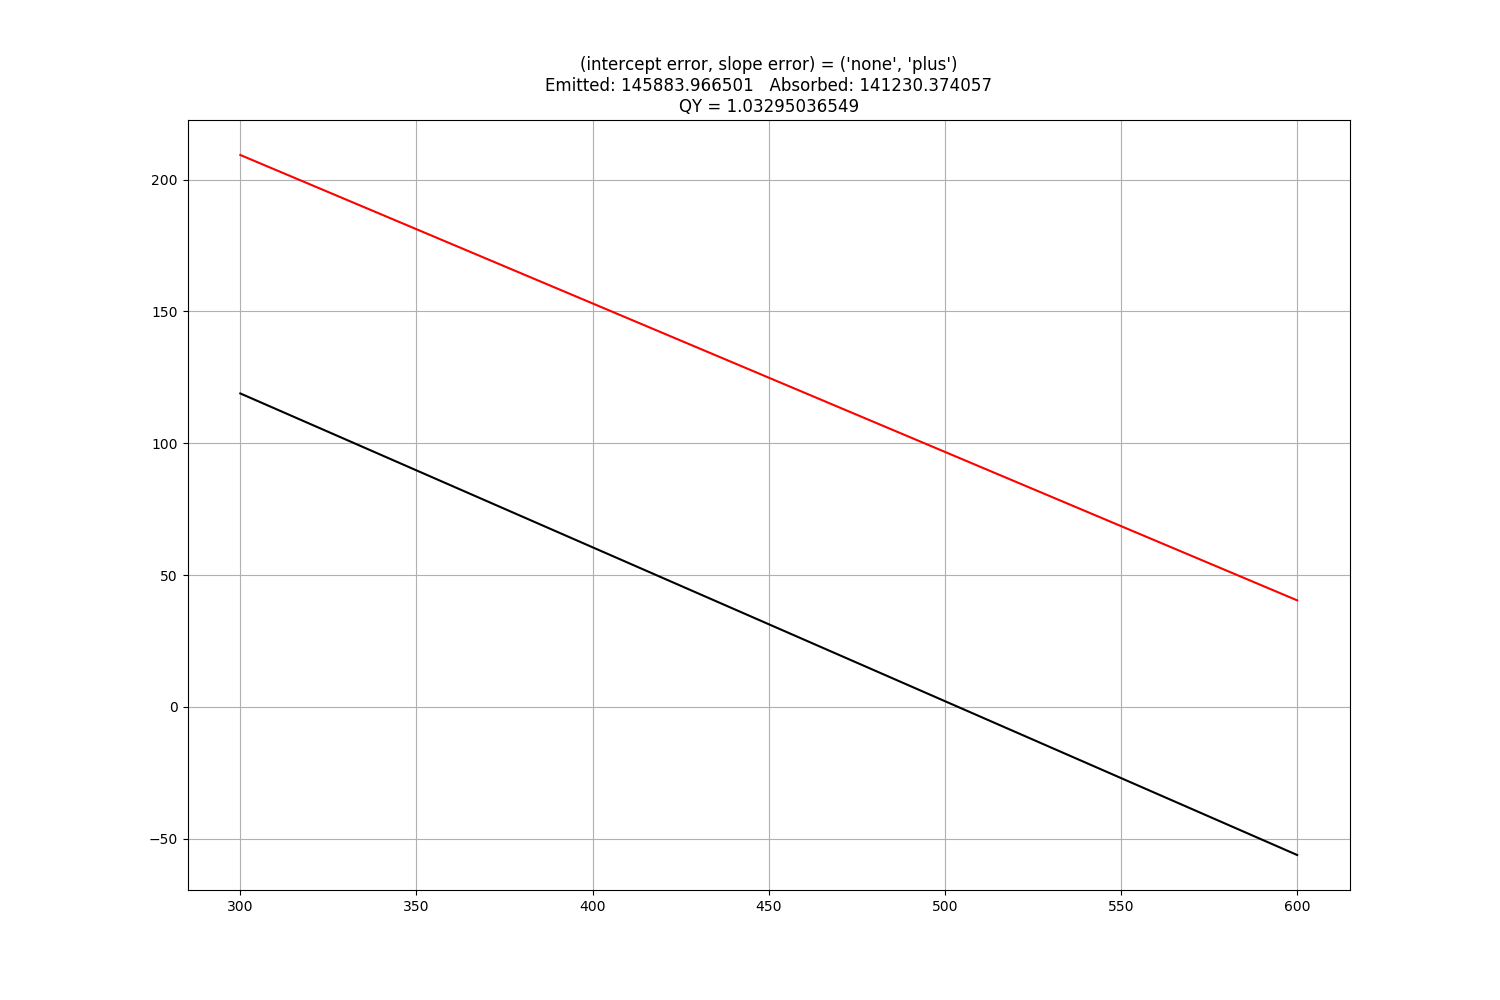 (intercept error, slope error) = ('none', 'plus')
Emitted: 145883.966501   Absorbed: 141230.374057
QY = 1.03295036549
200
150
100
50
0
−50
300 350 400 450 500 550 600